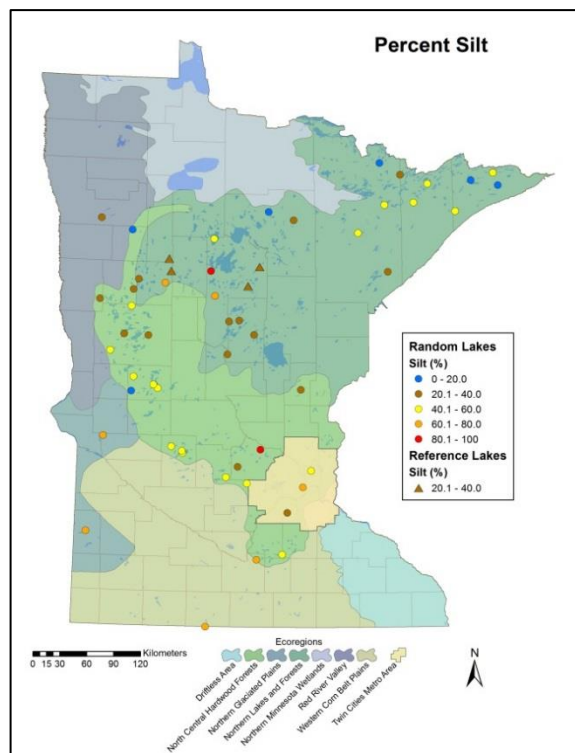 Percent Silt
Random Lakes
Silt (%)
0 - 20.0
20.1 - 40.0
40.1 - 60.0
60.1 - 80.0
80.1 - 100
Reference Lakes
Silt (%)
20.1 - 40.0
Kilometers
0 15 30 60 90 120
Ecoregions
Driftless Area
North Central Hardwood Forests
Northern Glaciated Plains
Northern Lakes and Forests
Northern Minnesota Wetlands
Red River Valley
Western Corn Belt Plains
Twin Cities Metro Area
N